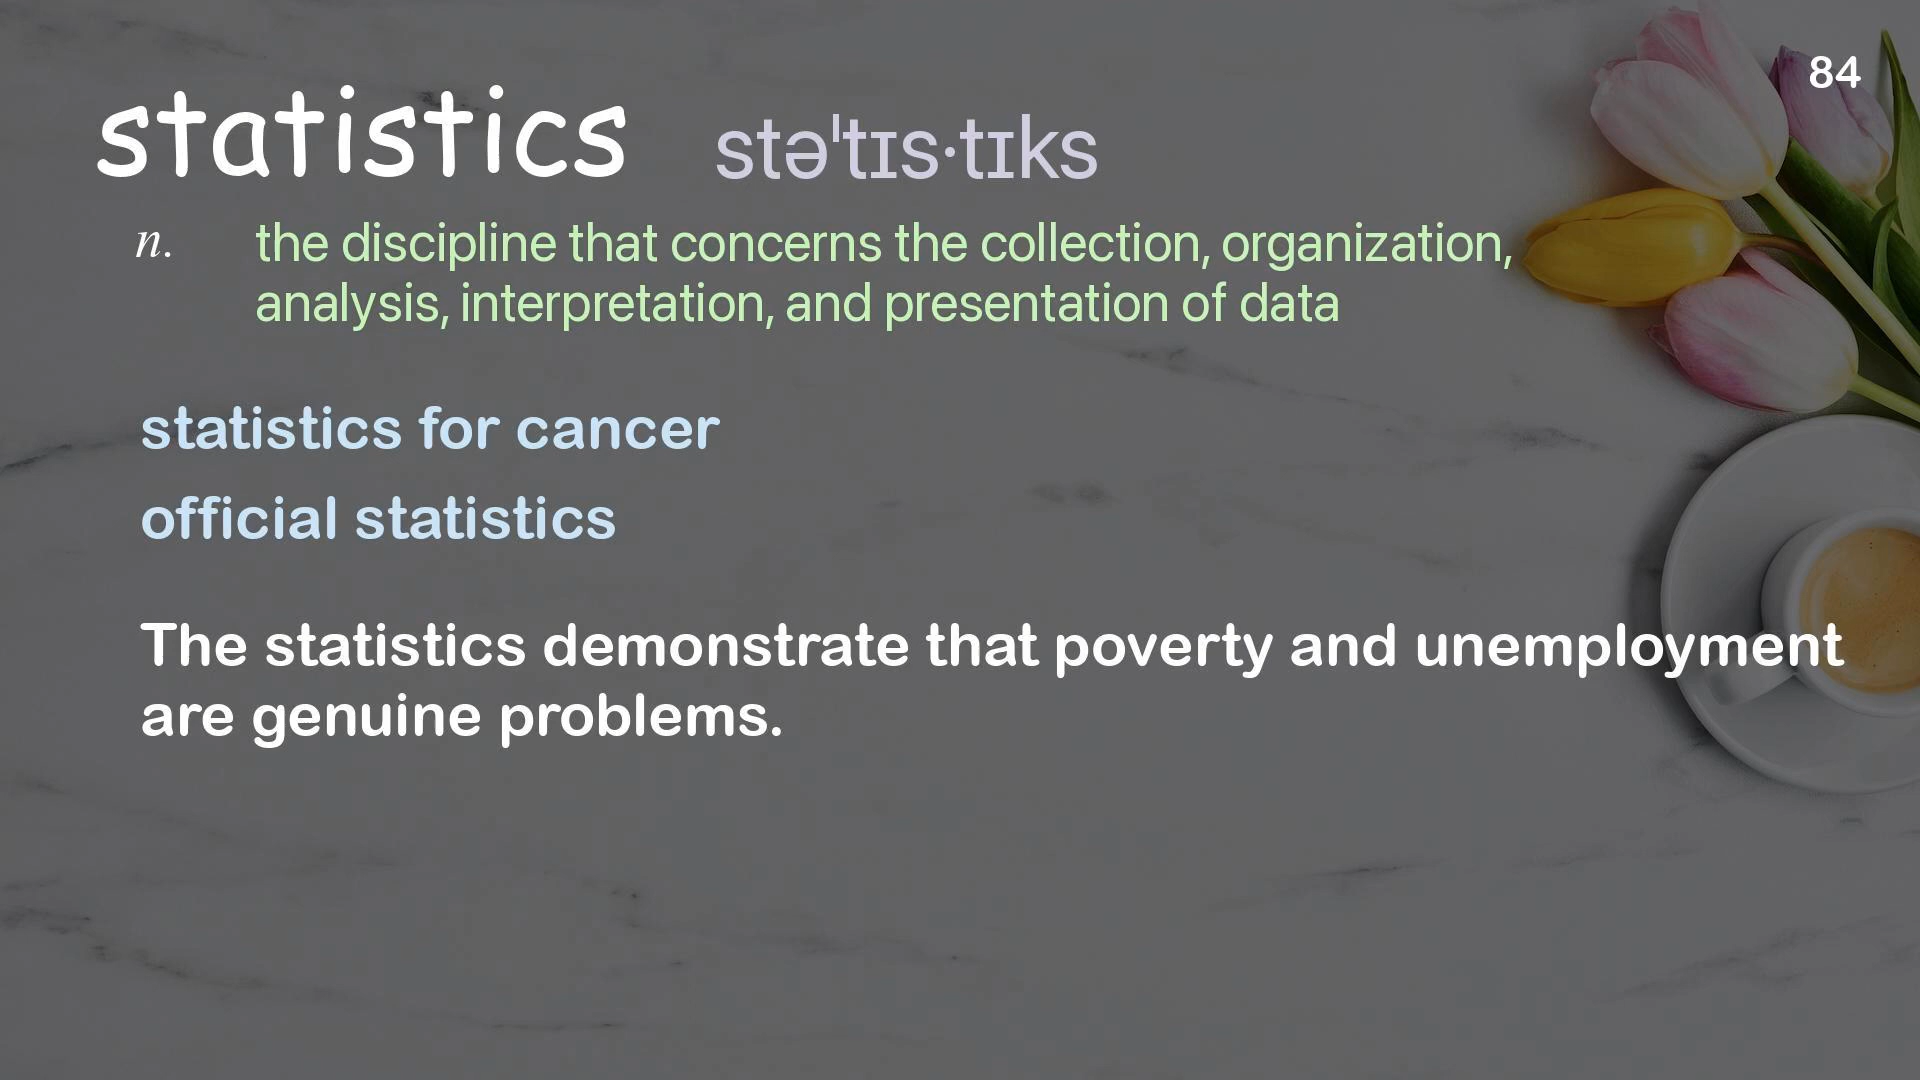 84
statistics stəˈtɪs·tɪks
n. the discipline that concerns the collection, organization,
analysis, interpretation, and presentation of data
statistics for cancer
official statistics
The statistics demonstrate that poverty and unemployment
are genuine problems.